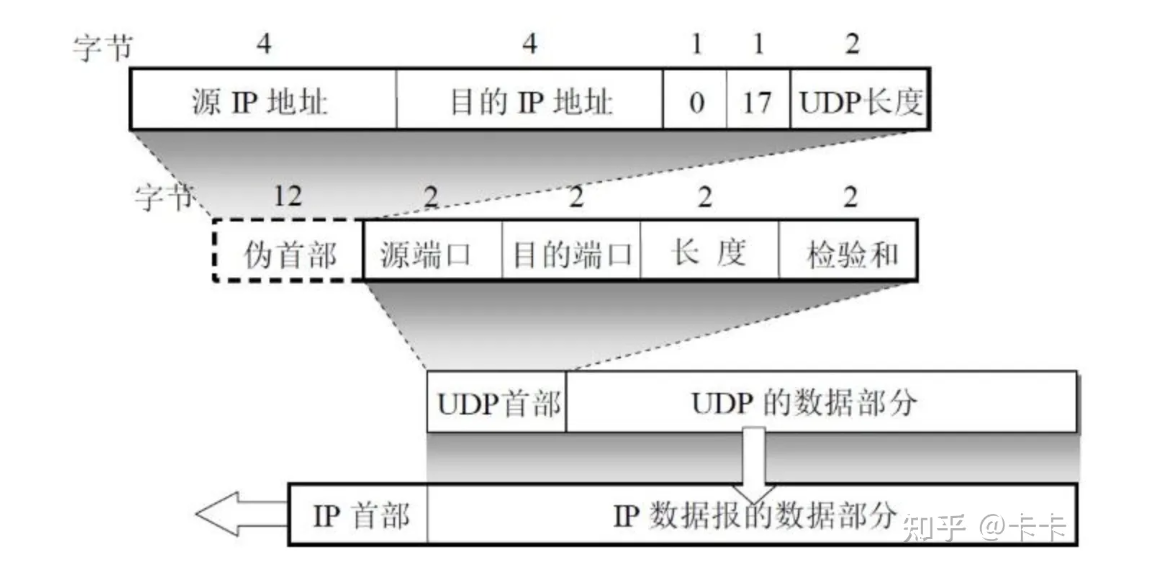 字节 4 4 1 1 2
源 IP 地址 目的 IP 地址 0 17 UDP长度
字节 12 2 2 2 2
伪首部 源端口 目的端口 长 度 检验和
UDP首部 UDP 的数据部分
IP 首部 IP 数据报的数据部分
知乎 @卡卡